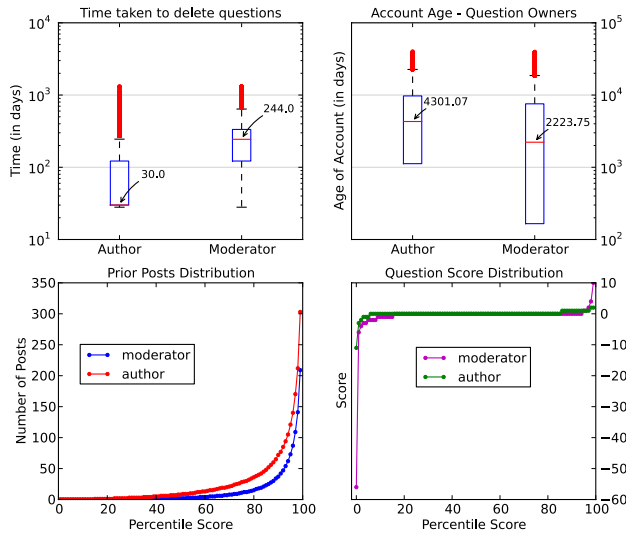 Time taken to delete questions
Time (in days)
10^4
10^3
10^2
10^1
30.0
244.0
Author
Moderator
Account Age - Question Owners
Age of Account (in days)
10^5
10^4
10^3
10^2
4301.07
2223.75
Author
Moderator
Prior Posts Distribution
Number of Posts
350
300
250
200
150
100
50
0
moderator
author
0
20
40
60
80
100
Percentile Score
Question Score Distribution
Score
10
0
−10
−20
−30
−40
−50
−60
moderator
author
0
20
40
60
80
100
Percentile Score